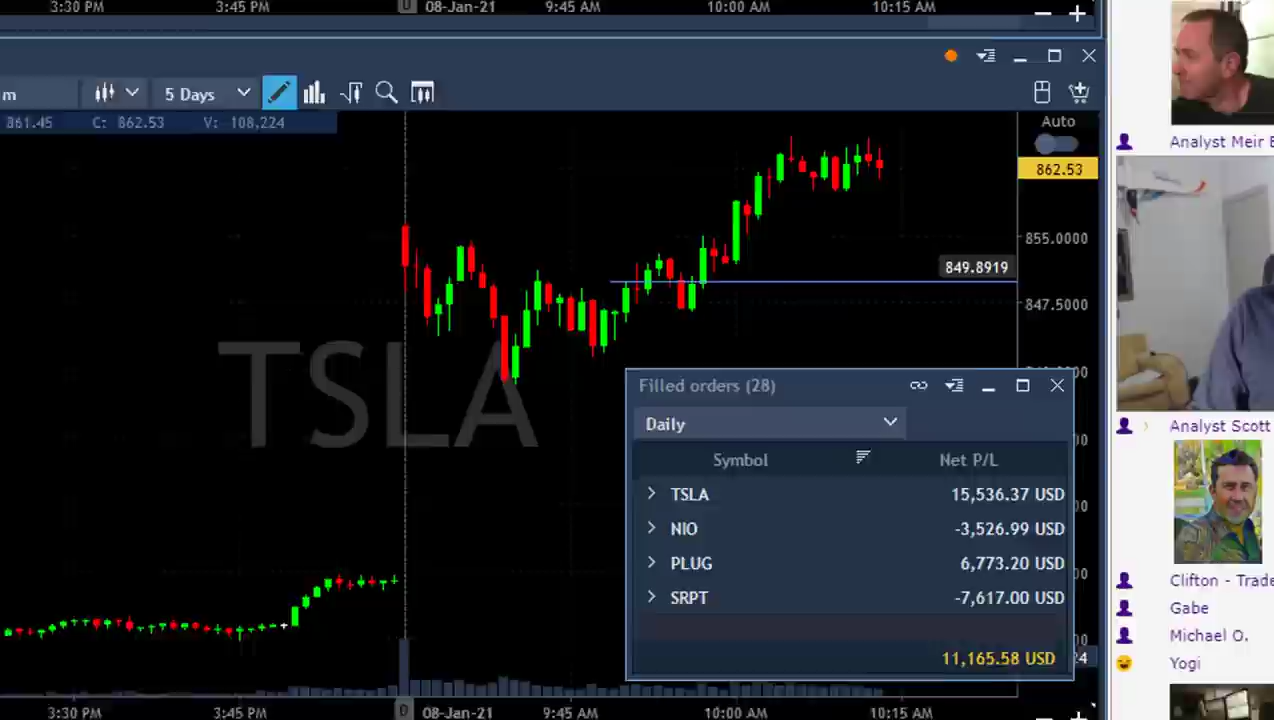 3:30 PM 3:45 PM D 08-Jan-21 9:45 AM 10:00 AM 10:15 AM
m 5 Days
861.45 C: 862.53 V: 108,224
Auto
862.53
855.0000
849.8919
847.5000
TSLA
Filled orders (28)
Daily
Symbol Net P/L
TSLA 15,536.37 USD
NIO -3,526.99 USD
PLUG 6,773.20 USD
SRPT -7,617.00 USD
11,165.58 USD
3:30 PM 3:45 PM D 08-Jan-21 9:45 AM 10:00 AM 10:15 AM
Analyst Meir
Analyst Scott
Clifton - Trade
Gabe
Michael O.
Yogi